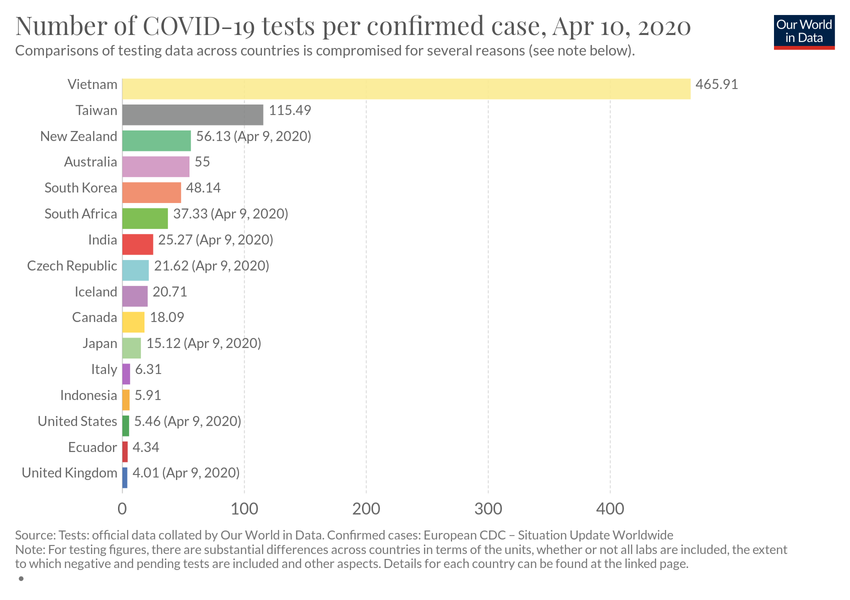 Number of COVID-19 tests per confirmed case, Apr 10, 2020
Our World
in Data
Comparisons of testing data across countries is compromised for several reasons (see note below).
Vietnam 465.91
Taiwan 115.49
New Zealand 56.13 (Apr 9, 2020)
Australia 55
South Korea 48.14
South Africa 37.33 (Apr 9, 2020)
India 25.27 (Apr 9, 2020)
Czech Republic 21.62 (Apr 9, 2020)
Iceland 20.71
Canada 18.09
Japan 15.12 (Apr 9, 2020)
Italy 6.31
Indonesia 5.91
United States 5.46 (Apr 9, 2020)
Ecuador 4.34
United Kingdom 4.01 (Apr 9, 2020)
0 100 200 300 400
Source: Tests: official data collated by Our World in Data. Confirmed cases: European CDC – Situation Update Worldwide
Note: For testing figures, there are substantial differences across countries in terms of the units, whether or not all labs are included, the extent
to which negative and pending tests are included and other aspects. Details for each country can be found at the linked page.
•